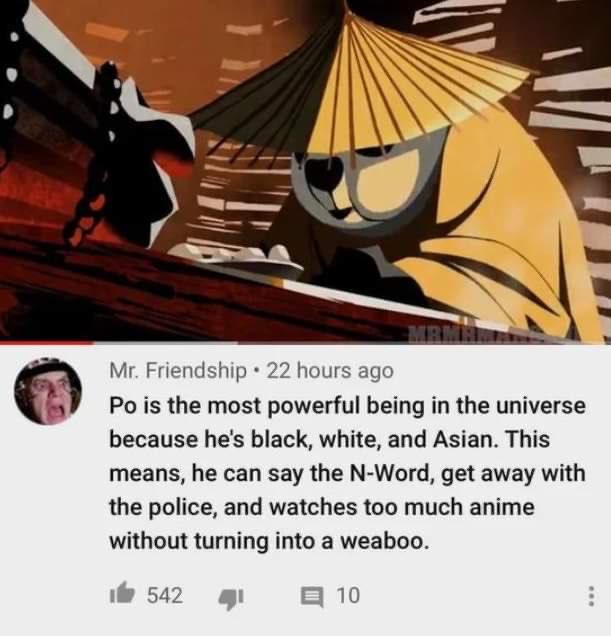 Mr. Friendship • 22 hours ago
Po is the most powerful being in the universe
because he's black, white, and Asian. This
means, he can say the N-Word, get away with
the police, and watches too much anime
without turning into a weaboo.
542 10